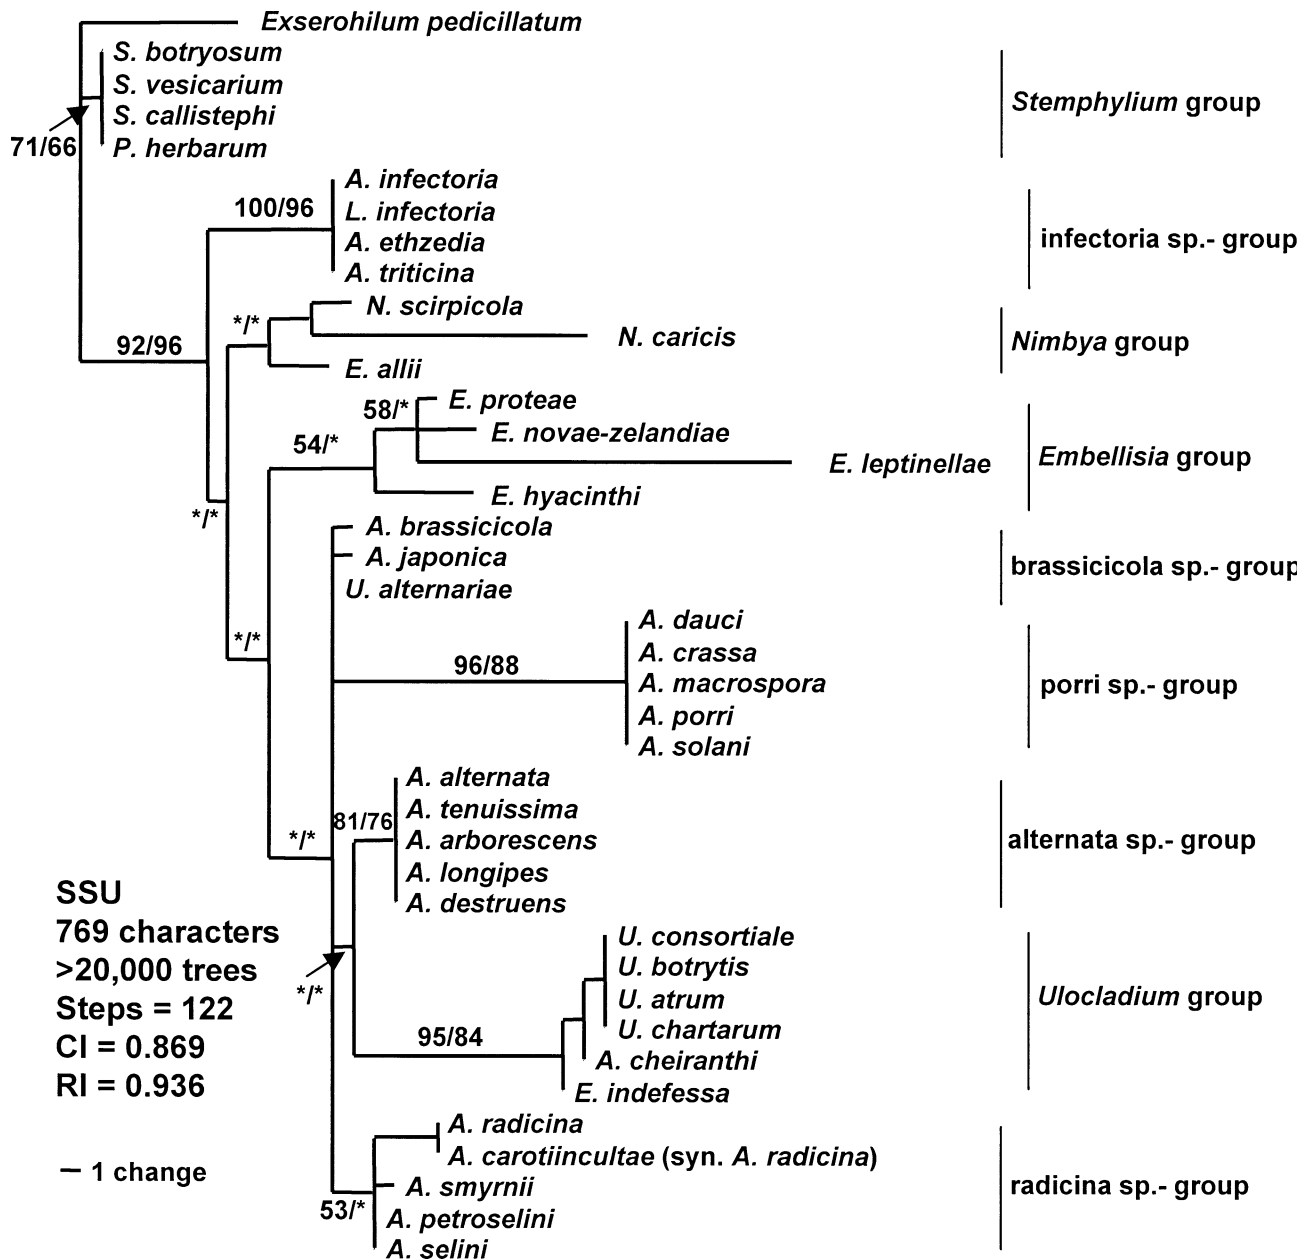 Exserohilum pedicillatum
S. botryosum
S. vesicarium
S. callistephi
P. herbarum
71/66
Stemphylium group
A. infectoria
L. infectoria
A. ethzedia
A. triticina
100/96
infectoria sp.- group
92/96
N. scirpicola
N. caricis
E. allii
*/*
Nimbya group
*/*
E. proteae
E. novae-zelandiae
E. leptinellae
E. hyacinthi
58/*
54/*
Embellisia group
*/*
A. brassicicola
A. japonica
U. alternariae
brassicicola sp.- group
A. dauci
A. crassa
A. macrospora
A. porri
A. solani
96/88
porri sp.- group
*/*
A. alternata
A. tenuissima
A. arborescens
A. longipes
A. destruens
81/76
alternata sp.- group
*/*
U. consortiale
U. botrytis
U. atrum
U. chartarum
A. cheiranthi
E. indefessa
95/84
Ulocladium group
A. radicina
A. carotiincultae (syn. A. radicina)
A. smyrnii
A. petroselini
A. selini
53/*
radicina sp.- group
SSU
769 characters
>20,000 trees
Steps = 122
CI = 0.869
RI = 0.936
1 change